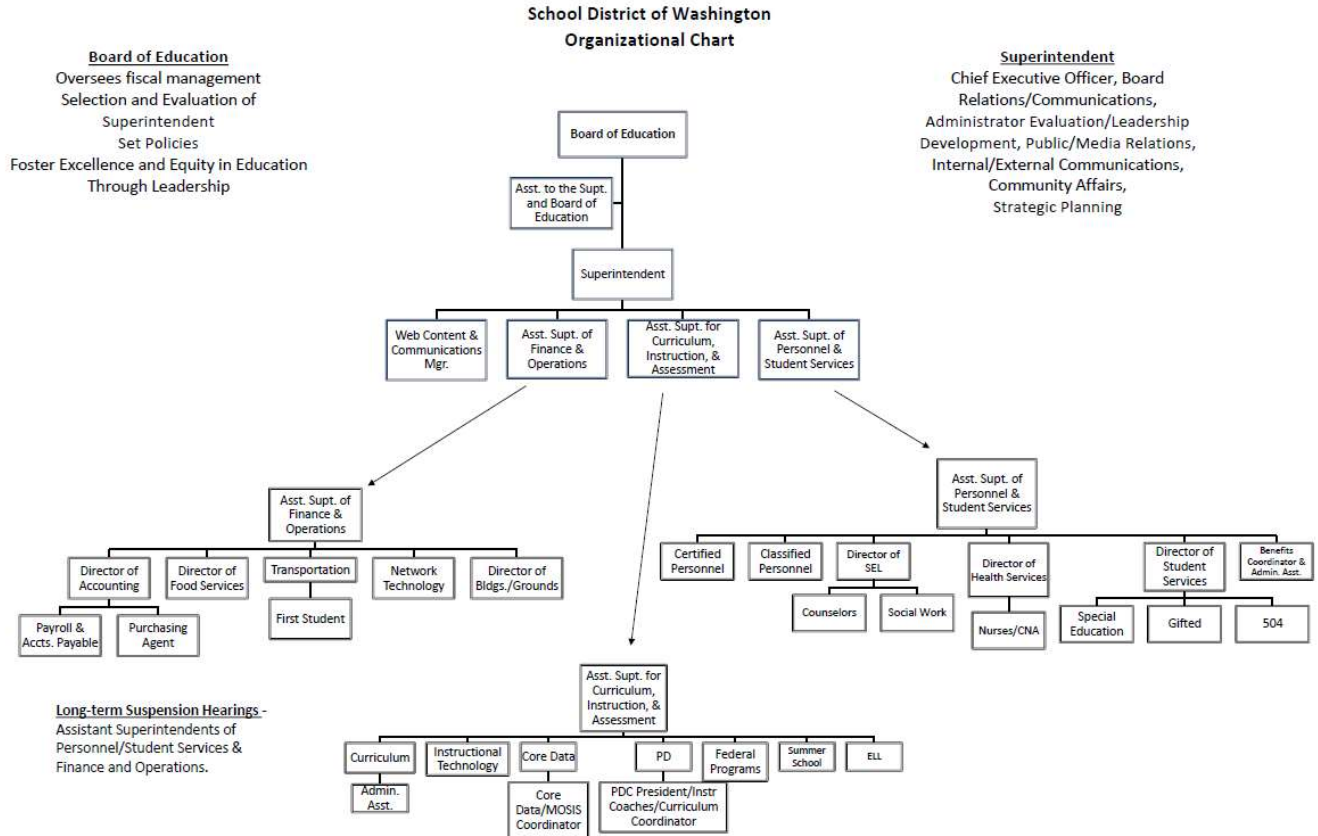 School District of Washington
Organizational Chart
Board of Education
Oversees fiscal management
Selection and Evaluation of
Superintendent
Set Policies
Foster Excellence and Equity in Education
Through Leadership
Superintendent
Chief Executive Officer, Board
Relations/Communications,
Administrator Evaluation/Leadership
Development, Public/Media Relations,
Internal/External Communications,
Community Affairs,
Strategic Planning
Board of Education
Asst. to the Supt.
and Board of
Education
Superintendent
Web Content &
Communications
Mgr.
Asst. Supt. of
Finance &
Operations
Asst. Supt. for
Curriculum,
Instruction, &
Assessment
Asst. Supt. of
Personnel &
Student Services
Asst. Supt. of
Finance &
Operations
Director of
Accounting
Director of
Food Services
Transportation
Network
Technology
Director of
Bldgs./Grounds
Payroll &
Accts. Payable
Purchasing
Agent
First Student
Asst. Supt. of
Personnel &
Student Services
Certified
Personnel
Classified
Personnel
Director of
SEL
Director of
Health Services
Director of
Student
Services
Benefits
Coordinator &
Admin. Asst.
Counselors
Social Work
Nurses/CNA
Special
Education
Gifted
504
Long-term Suspension Hearings -
Assistant Superintendents of
Personnel/Student Services &
Finance and Operations.
Asst. Supt. for
Curriculum,
Instruction, &
Assessment
Curriculum
Instructional
Technology
Core Data
PD
Federal
Programs
Summer
School
ELL
Admin.
Asst.
Core
Data/MOSIS
Coordinator
PDC President/Instr
Coaches/Curriculum
Coordinator